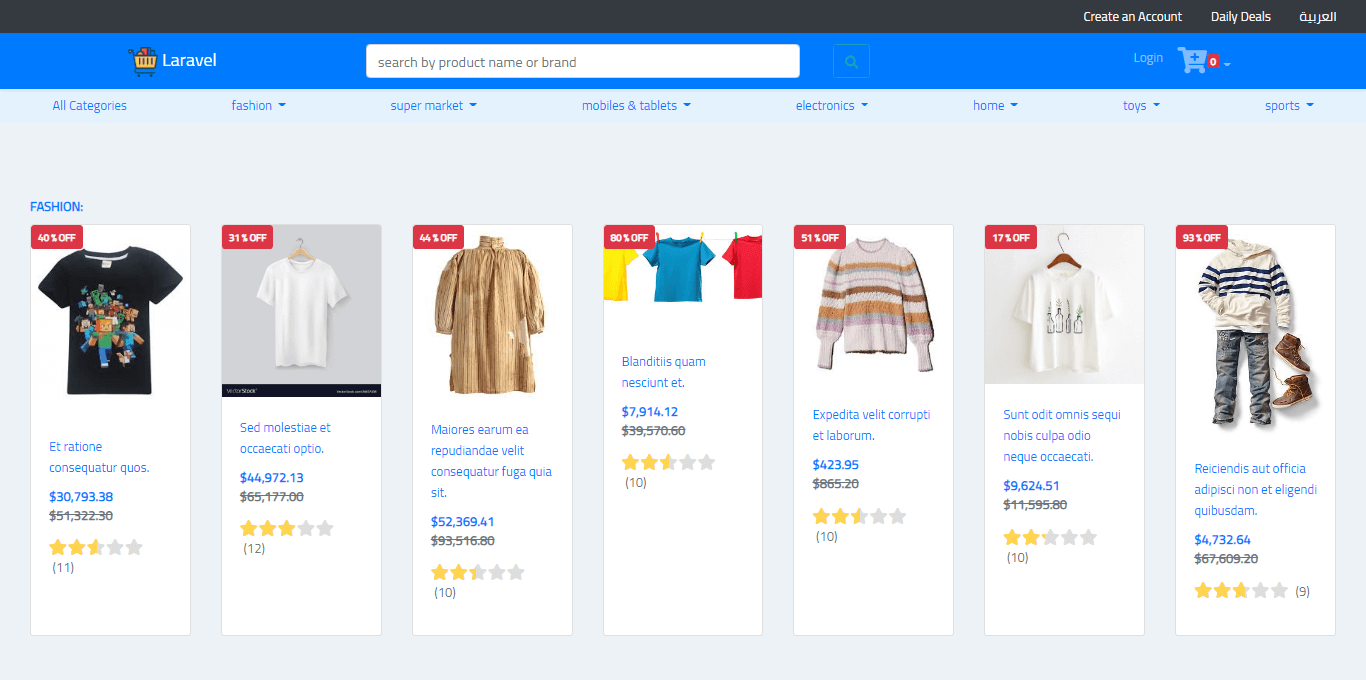 Create an Account Daily Deals العربية
Laravel search by product name or brand Login 0
All Categories fashion super market mobiles & tablets electronics home toys sports
FASHION:
40 % OFF
Et ratione
consequatur quos.
$30,793.38
$51,322.30
(11)
31 % OFF
VectorStock®
Sed molestiae et
occaecati optio.
$44,972.13
$65,177.00
(12)
44 % OFF
Maiores earum ea
repudiandae velit
consequatur fuga quia
sit.
$52,369.41
$93,516.80
(10)
80 % OFF
Blanditiis quam
nesciunt et.
$7,914.12
$39,570.60
(10)
51 % OFF
Expedita velit corrupti
et laborum.
$423.95
$865.20
(10)
17 % OFF
Sunt odit omnis sequi
nobis culpa odio
neque occaecati.
$9,624.51
$11,595.80
(10)
93 % OFF
Reiciendis aut officia
adipisci non et eligendi
quibusdam.
$4,732.64
$67,609.20
(9)